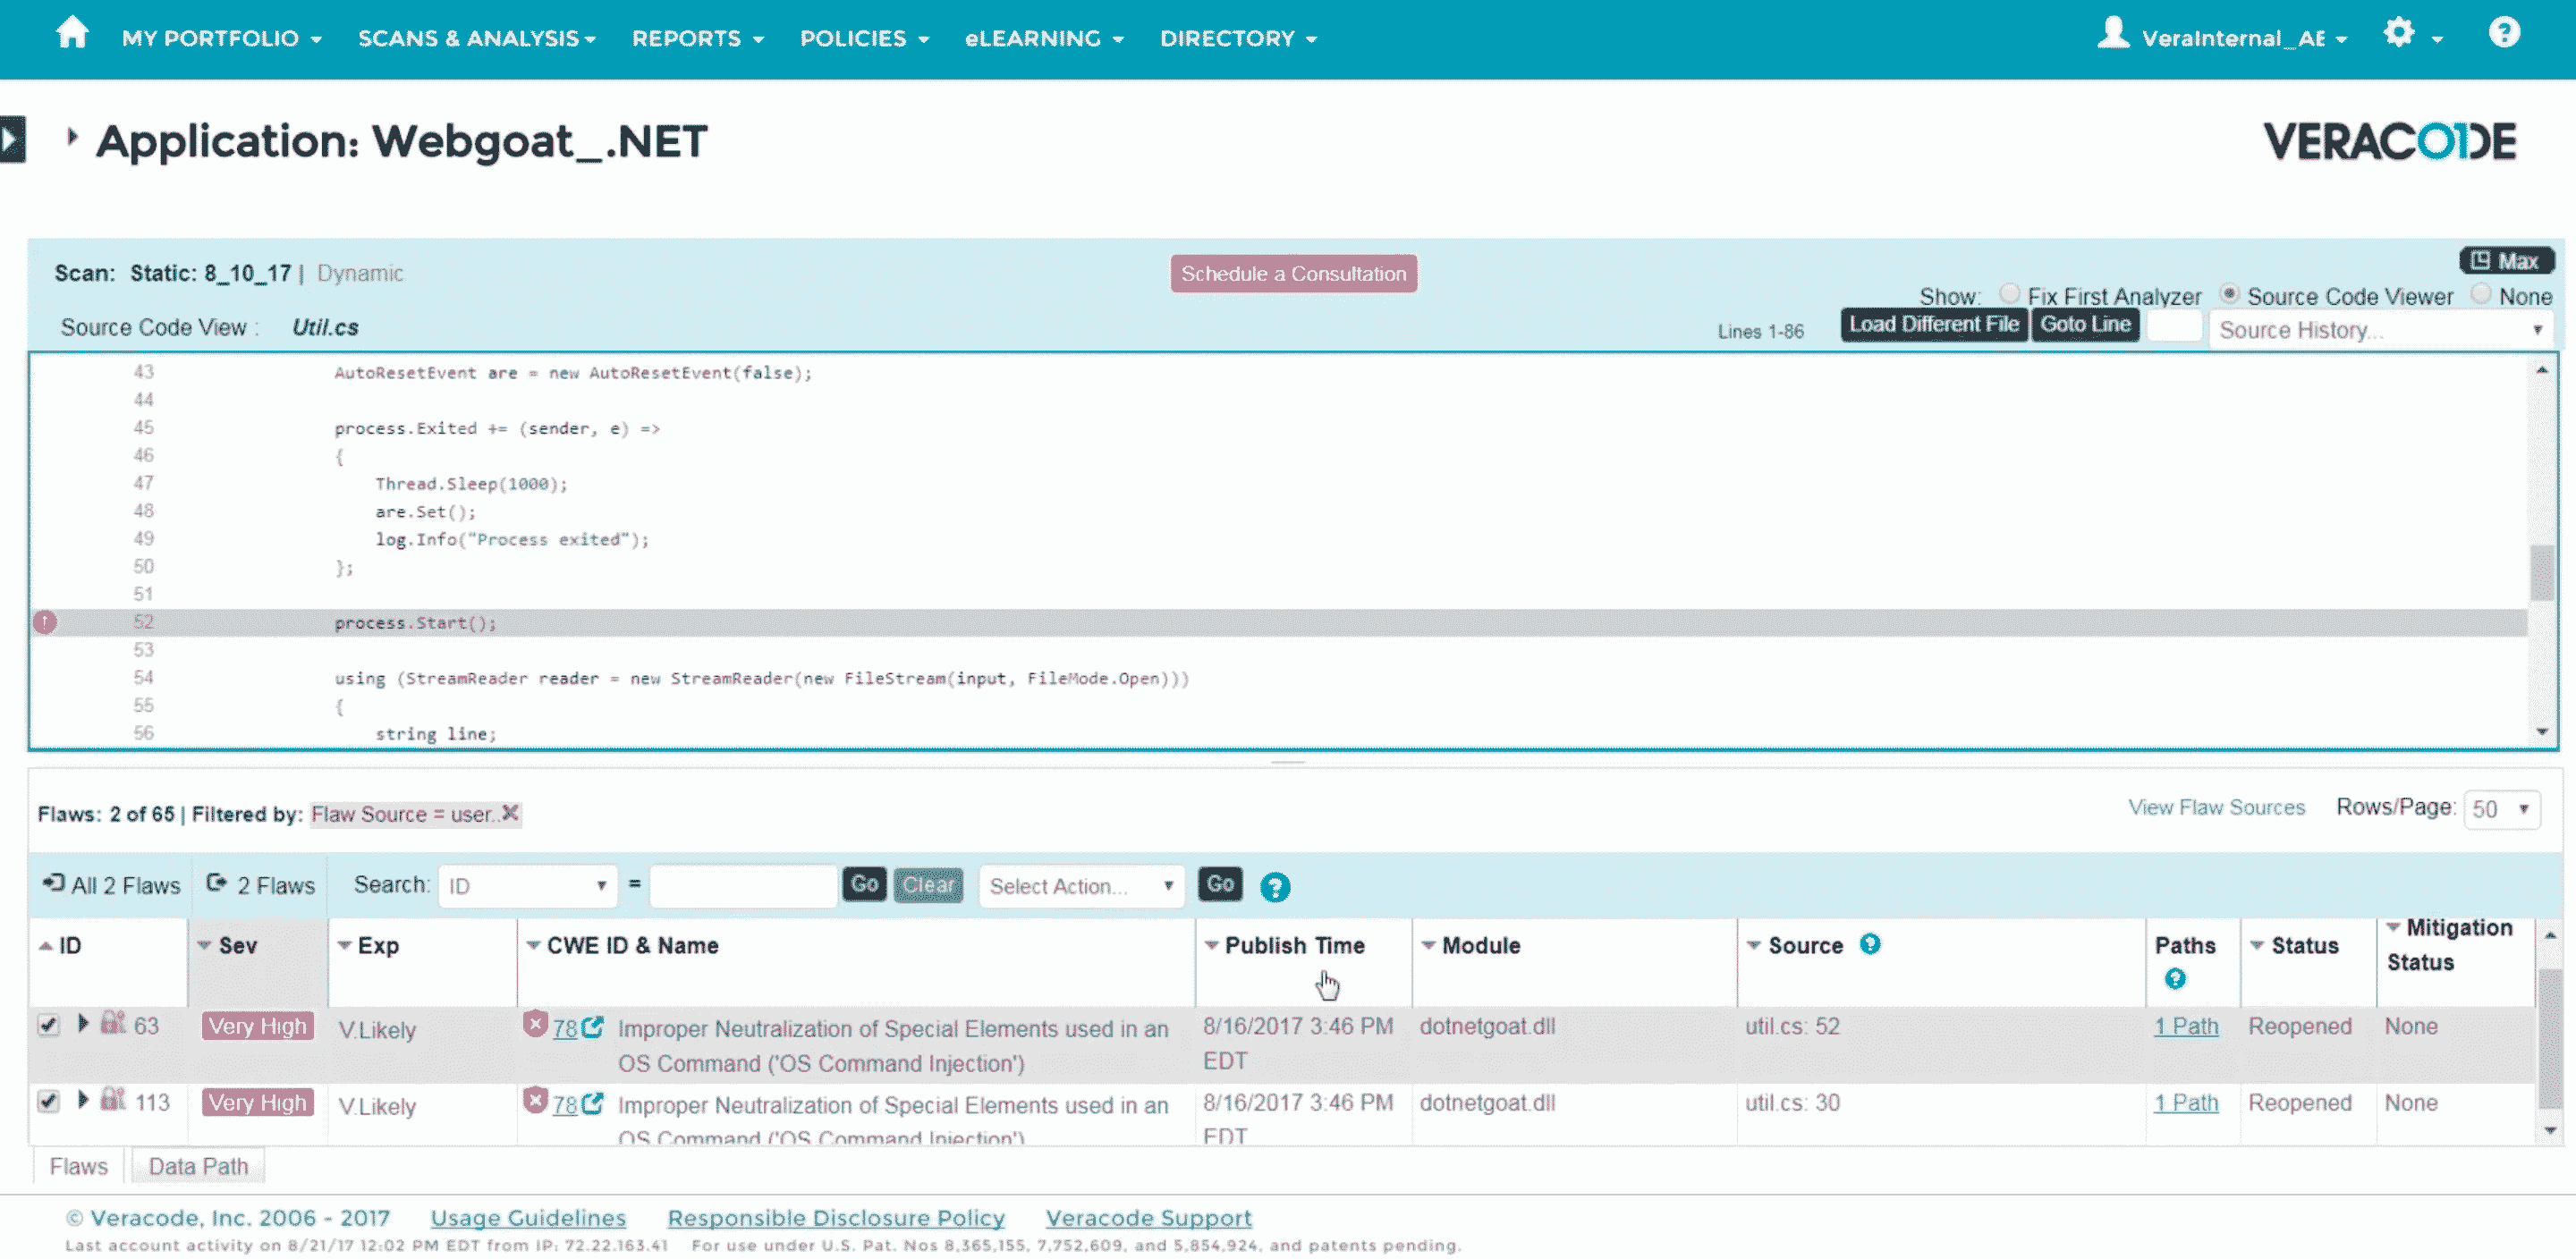 MY PORTFOLIO SCANS & ANALYSIS REPORTS POLICIES eLEARNING DIRECTORY VeraInternal_AE ?
Application: Webgoat_.NET VERACODE
Scan: Static: 8_10_17 | Dynamic Schedule a Consultation Max
Show: Fix First Analyzer Source Code Viewer None
Source Code View : Util.cs Lines 1-86 Load Different File Goto Line Source History...
43 AutoResetEvent are = new AutoResetEvent(false);
44
45 process.Exited += (sender, e) =>
46 {
47 Thread.Sleep(1000);
48 are.Set();
49 log.Info("Process exited");
50 };
51
! 52 process.Start();
53
54 using (StreamReader reader = new StreamReader(new FileStream(input, FileMode.Open)))
55 {
56 string line;
Flaws: 2 of 65 | Filtered by: Flaw Source = user.. View Flaw Sources Rows/Page: 50
All 2 Flaws 2 Flaws Search: ID = Go Clear Select Action... Go ?
ID Sev Exp CWE ID & Name Publish Time Module Source ? Paths ? Status Mitigation Status
63 Very High V.Likely 78 Improper Neutralization of Special Elements used in an 8/16/2017 3:46 PM dotnetgoat.dll util.cs: 52 1 Path Reopened None
OS Command ('OS Command Injection') EDT
113 Very High V.Likely 78 Improper Neutralization of Special Elements used in an 8/16/2017 3:46 PM dotnetgoat.dll util.cs: 30 1 Path Reopened None
OS Command ('OS Command Injection') EDT
Flaws Data Path
© Veracode, Inc. 2006 - 2017 Usage Guidelines Responsible Disclosure Policy Veracode Support
Last account activity on 8/21/17 12:02 PM EDT from IP: 72.22.163.41 For use under U.S. Pat. Nos 8,365,155, 7,752,609, and 5,854,924, and patents pending.